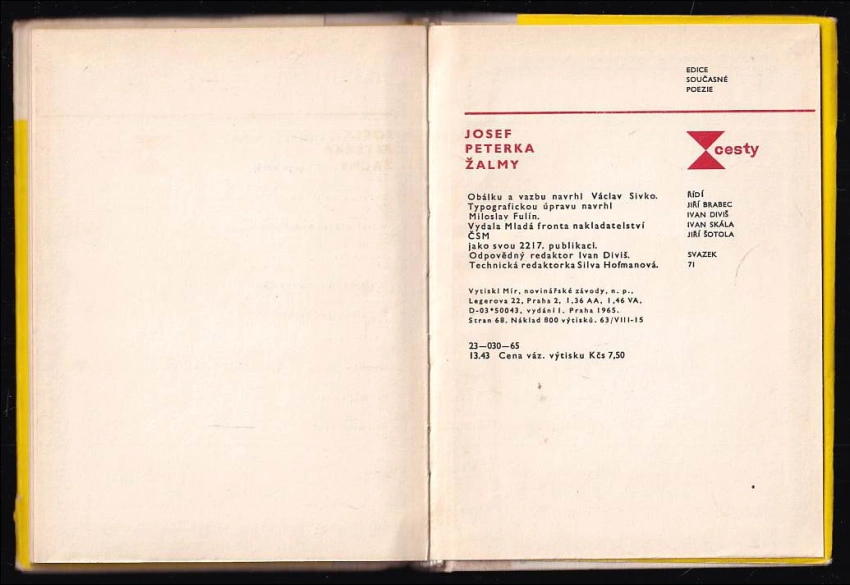 EDICE
SOUČASNÉ
POEZIE
JOSEF
PETERKA
ŽALMY
cesty
Obálku a vazbu navrhl Václav Sivko.
Typografickou úpravu navrhl
Miloslav Fulín.
Vydala Mladá fronta nakladatelství
ČSM
jako svou 2217. publikaci.
Odpovědný redaktor Ivan Diviš.
Technická redaktorka Silva Hofmanová.
ŘÍDÍ
JIŘÍ BRABEC
IVAN DIVIŠ
IVAN SKÁLA
JIŘÍ ŠOTOLA
SVAZEK
71
Vytiskl Mír, novinářské závody, n. p.,
Legerova 22, Praha 2, 1,36 AA, 1,46 VA,
D-03*50043, vydání I. Praha 1965.
Stran 68. Náklad 800 výtisků. 63/VIII-15
23—030—65
13.43 Cena váz. výtisku Kčs 7,50